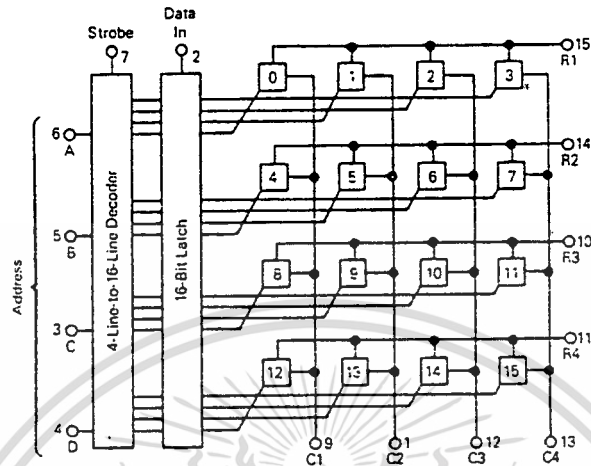 Strobe
7
Data
In
2
15
R1
0
1
2
3
6
A
14
R2
4
5
6
7
5
B
Address
4-Line-to-16-Line Decoder
16-Bit Latch
10
R3
8
9
10
11
3
C
11
R4
12
13
14
15
4
D
9
C1
1
C2
12
C3
13
C4